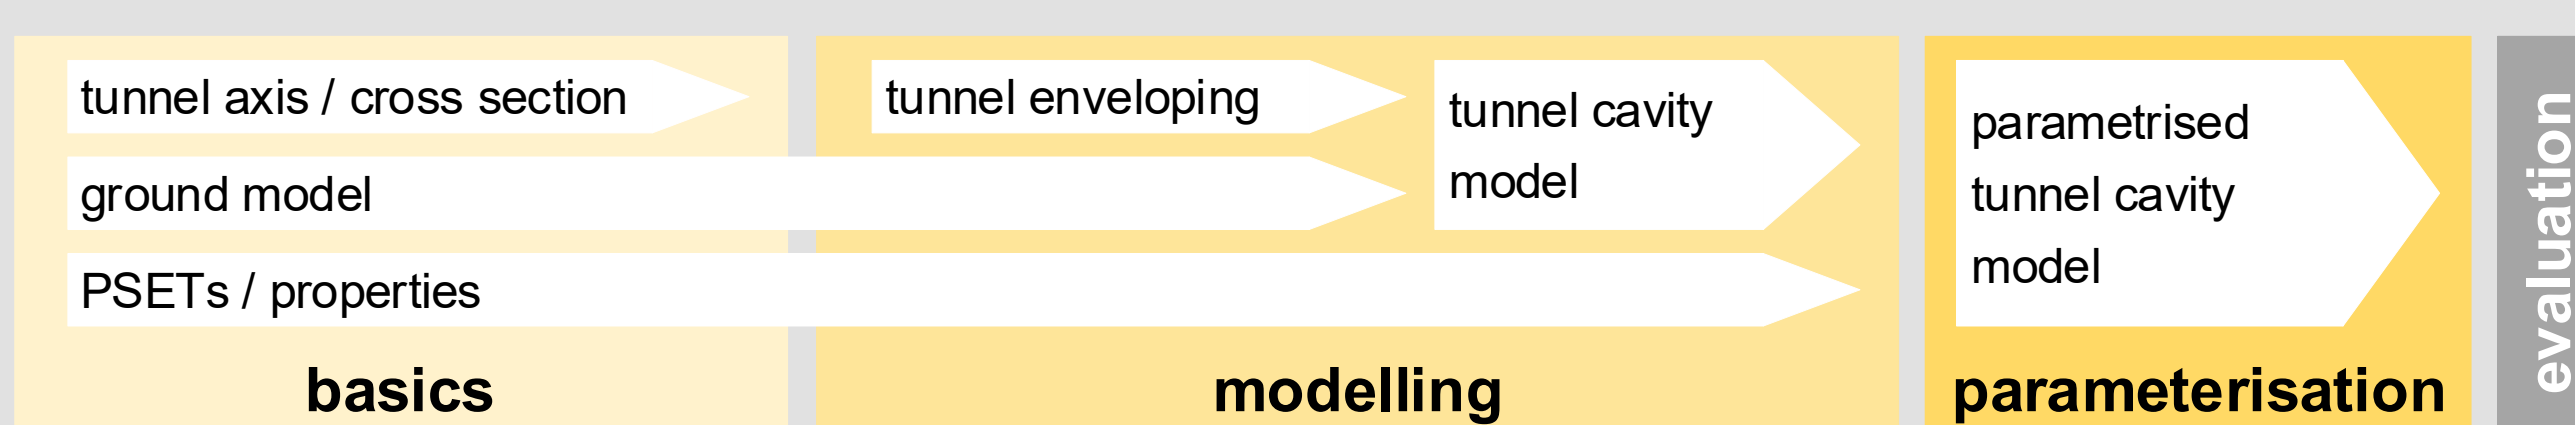 tunnel axis / cross section
ground model
PSETs / properties
basics
tunnel enveloping
tunnel cavity
model
modelling
parametrised
tunnel cavity
model
parameterisation
evaluation